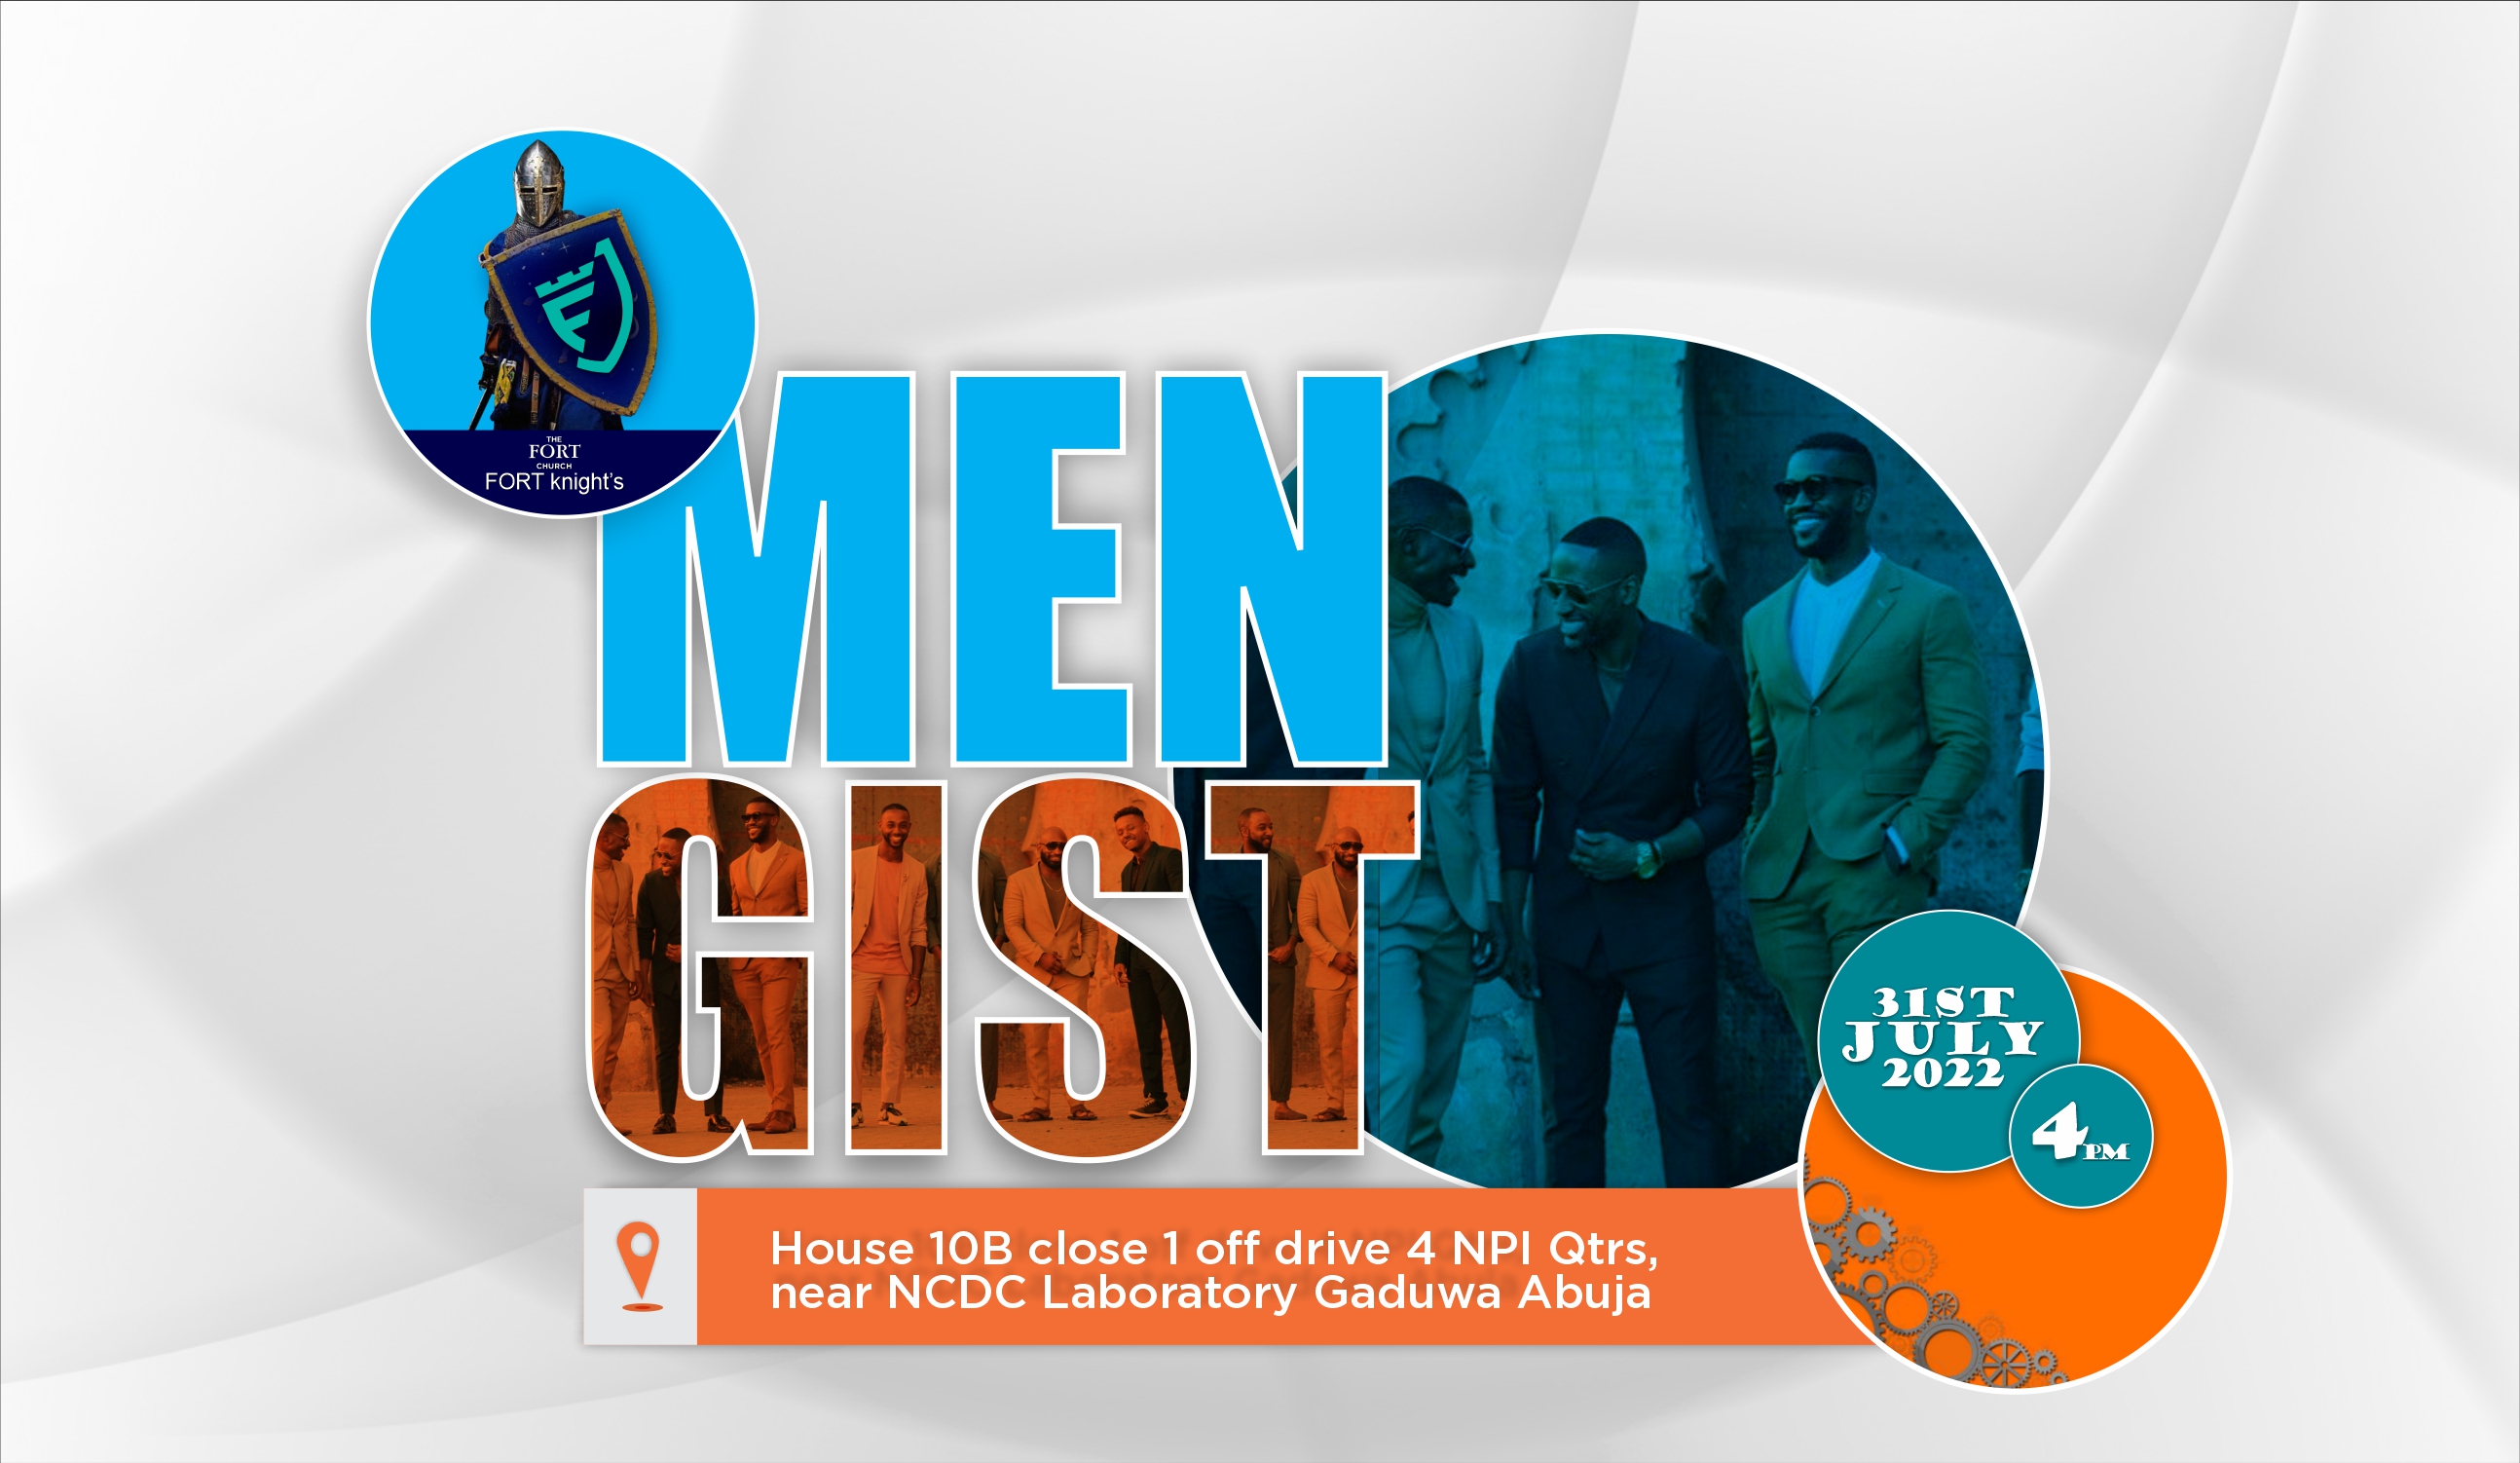 THE
FORT
CHURCH
FORT knight's
MEN
GIST
31ST
JULY
2022
4PM
House 10B close 1 off drive 4 NPI Qtrs,
near NCDC Laboratory Gaduwa Abuja